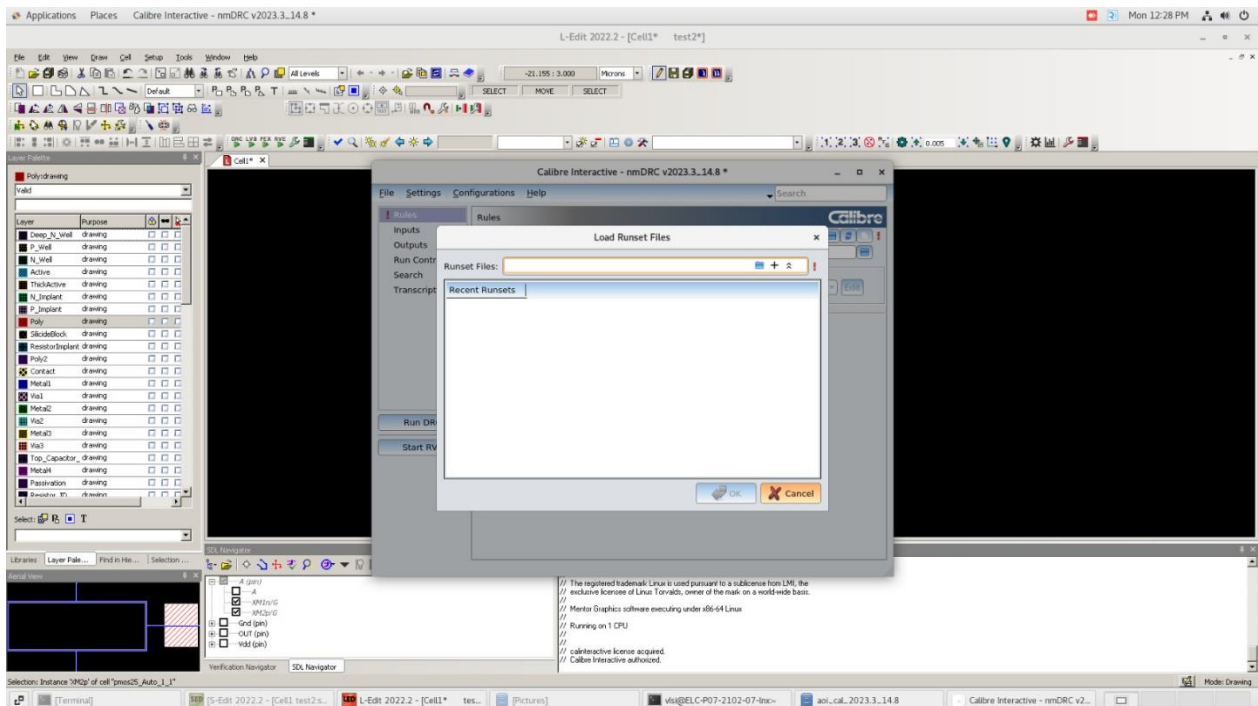 Applications Places Calibre Interactive - nmDRC v2023.3_14.8 * Mon 12:28 PM
L-Edit 2022.2 - [Cell1* test2*]
File Edit View Draw Cell Setup Tools Window Help
All Levels -21.155 : 3.000 Microns
Default SELECT MOVE SELECT
DRC LVS PEX RVE 0.005
Layer Palette Cell1*
Poly:drawing
Valid
Layer Purpose
Deep_N_Well drawing
P_Well drawing
N_Well drawing
Active drawing
ThickActive drawing
N_Implant drawing
P_Implant drawing
Poly drawing
SilicideBlock drawing
ResistorImplant drawing
Poly2 drawing
Contact drawing
Metal1 drawing
Via1 drawing
Metal2 drawing
Via2 drawing
Metal3 drawing
Via3 drawing
Top_Capacitor_ drawing
Metal4 drawing
Passivation drawing
Resistor_ID drawing
Select:
Libraries Layer Pale... Find in Hie... Selection ...
Aerial View
Calibre Interactive - nmDRC v2023.3_14.8 *
File Settings Configurations Help Search
Rules Rules Calibre
Inputs
Outputs
Run Contr
Search
Transcript
Edit
Run DR
Start RV
Load Runset Files
Runset Files:
Recent Runsets
OK Cancel
SDL Navigator
A (pin)
A
XM1n/G
XM2p/G
Gnd (pin)
OUT (pin)
Vdd (pin)
Verification Navigator SDL Navigator
// The registered trademark Linux is used pursuant to a sublicense from LMI, the
// exclusive licensee of Linus Torvalds, owner of the mark on a world-wide basis.
//
// Mentor Graphics software executing under x86-64 Linux
//
// Running on 1 CPU
//
// calinteractive license acquired.
// Calibre Interactive authorized.
Selection: Instance 'XM2p' of cell "pmos25_Auto_1_1" Mode: Drawing
[Terminal] [S-Edit 2022.2 - [Cell1 test2:s... L-Edit 2022.2 - [Cell1* tes... [Pictures] vlsi@ELC-P07-2102-07-lnx:~ aoi_cal_2023.3_14.8 Calibre Interactive - nmDRC v2...